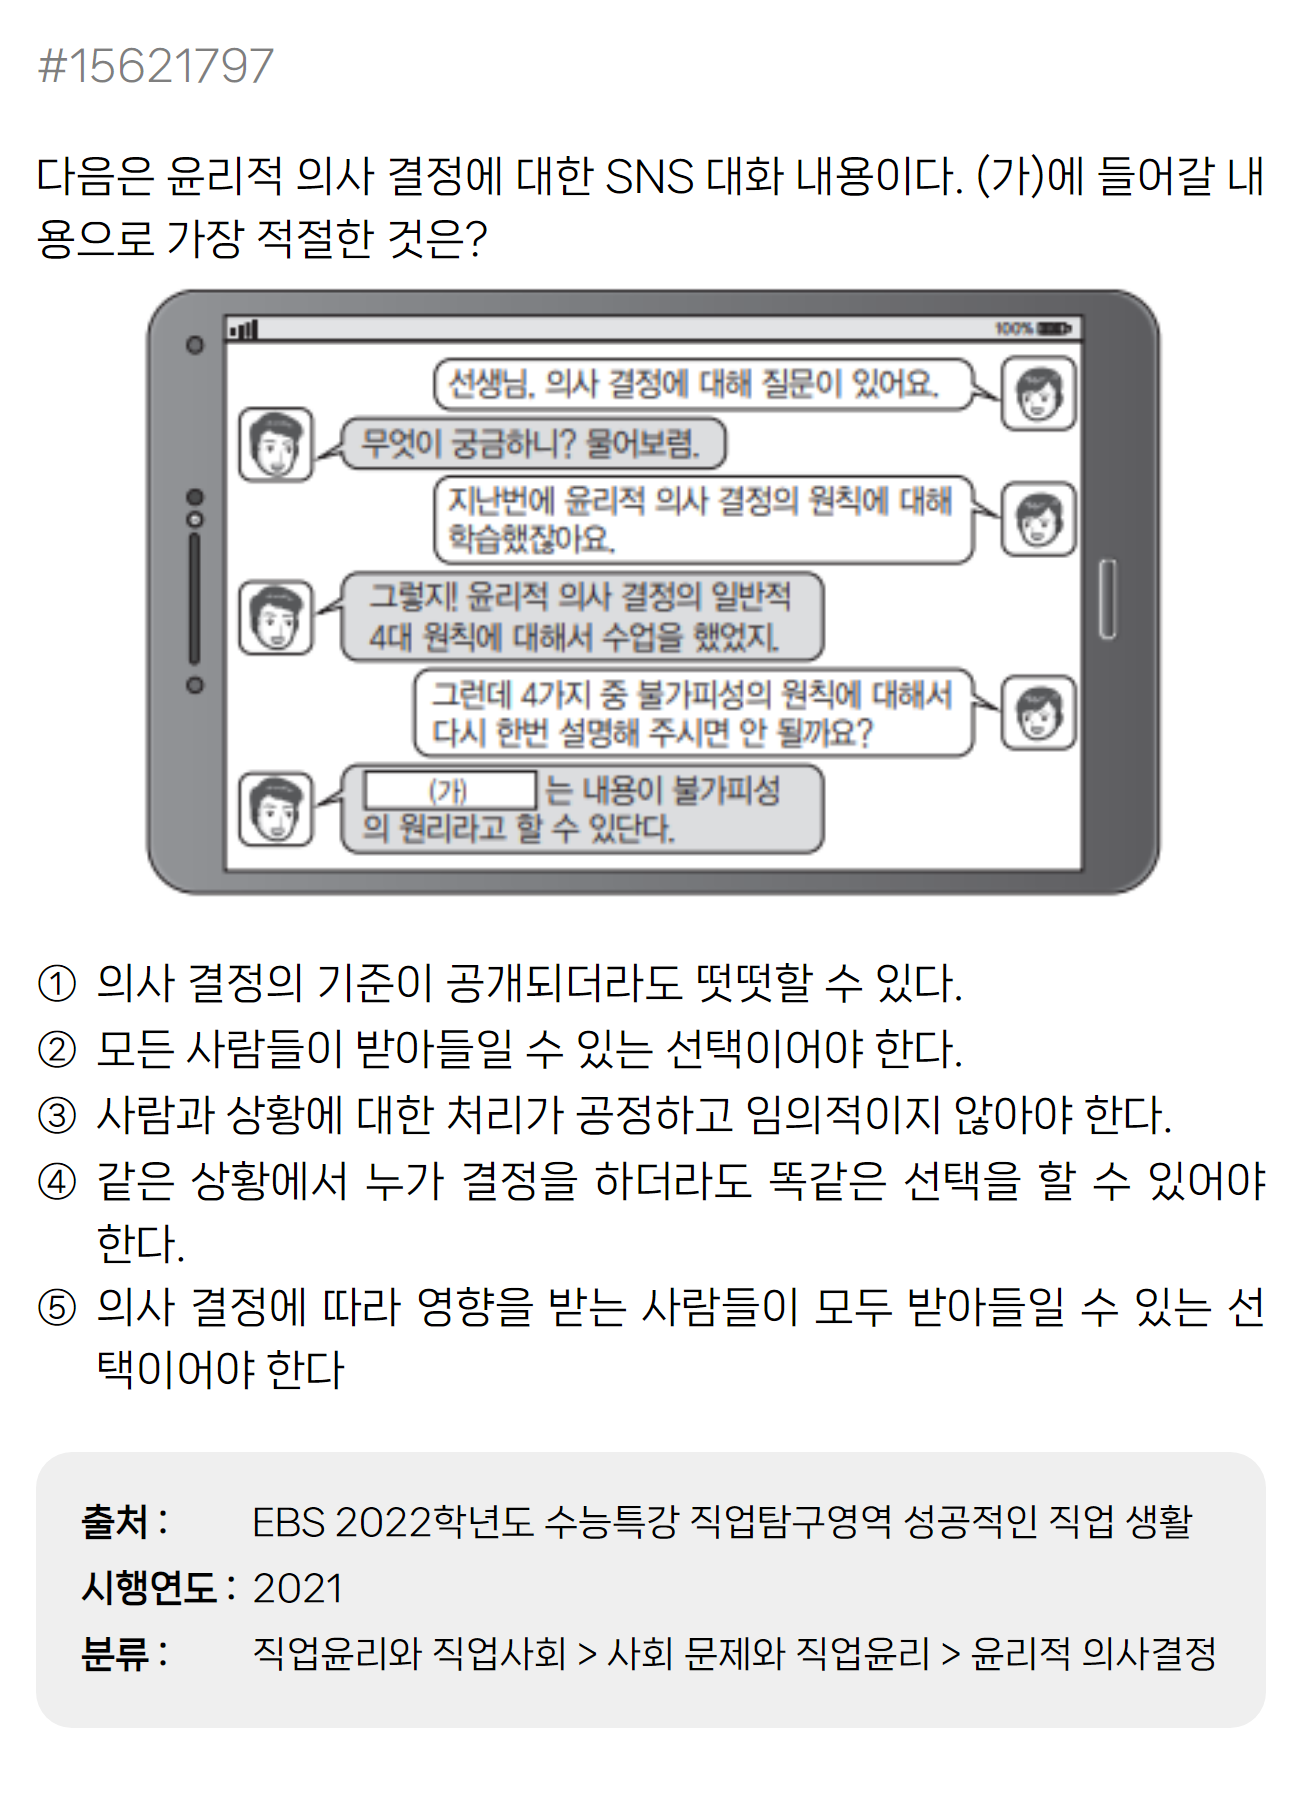 #15621797
다음은 윤리적 의사 결정에 대한 SNS 대화 내용이다. (가)에 들어갈 내
용으로 가장 적절한 것은?
100%
선생님, 의사 결정에 대해 질문이 있어요.
무엇이 궁금하니? 물어보렴.
지난번에 윤리적 의사 결정의 원칙에 대해
학습했잖아요.
그렇지! 윤리적 의사 결정의 일반적
4대 원칙에 대해서 수업을 했었지.
그런데 4가지 중 불가피성의 원칙에 대해서
다시 한번 설명해 주시면 안 될까요?
(가) 는 내용이 불가피성
의 원리라고 할 수 있단다.
① 의사 결정의 기준이 공개되더라도 떳떳할 수 있다.
② 모든 사람들이 받아들일 수 있는 선택이어야 한다.
③ 사람과 상황에 대한 처리가 공정하고 임의적이지 않아야 한다.
④ 같은 상황에서 누가 결정을 하더라도 똑같은 선택을 할 수 있어야
한다.
⑤ 의사 결정에 따라 영향을 받는 사람들이 모두 받아들일 수 있는 선
택이어야 한다
출처 : EBS 2022학년도 수능특강 직업탐구영역 성공적인 직업 생활
시행연도 : 2021
분류 : 직업윤리와 직업사회 > 사회 문제와 직업윤리 > 윤리적 의사결정